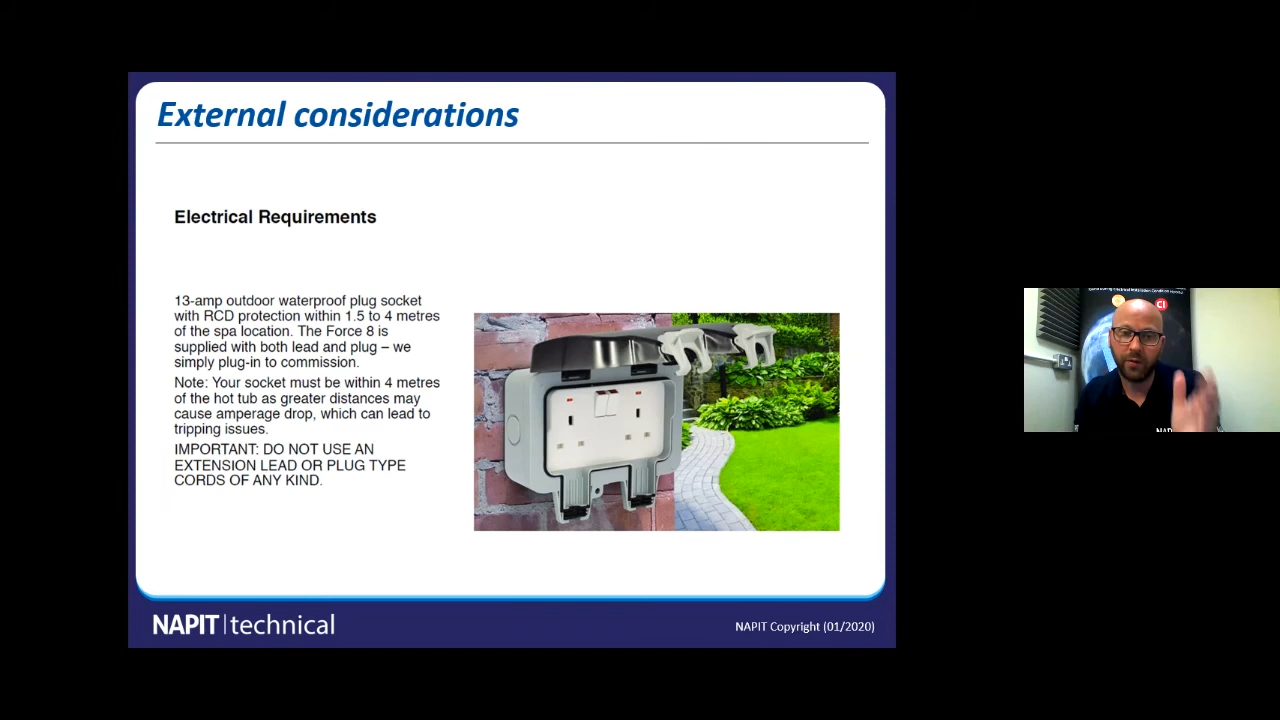 External considerations
Electrical Requirements
13-amp outdoor waterproof plug socket
with RCD protection within 1.5 to 4 metres
of the spa location. The Force 8 is
supplied with both lead and plug – we
simply plug-in to commission.
Note: Your socket must be within 4 metres
of the hot tub as greater distances may
cause amperage drop, which can lead to
tripping issues.
IMPORTANT: DO NOT USE AN
EXTENSION LEAD OR PLUG TYPE
CORDS OF ANY KIND.
NAPIT technical
NAPIT Copyright (01/2020)